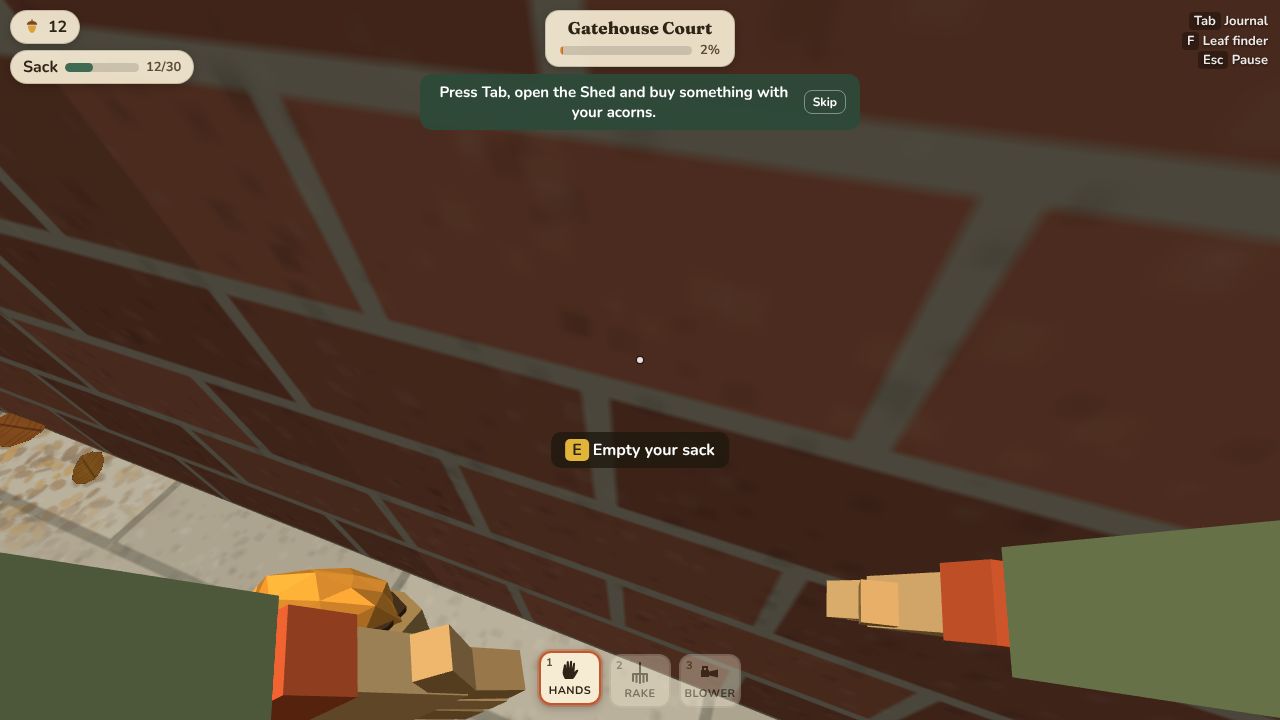 12
Sack 12/30
Gatehouse Court
2%
Press Tab, open the Shed and buy something with
your acorns.
Skip
Tab Journal
F Leaf finder
Esc Pause
E Empty your sack
1 HANDS
2 RAKE
3 BLOWER